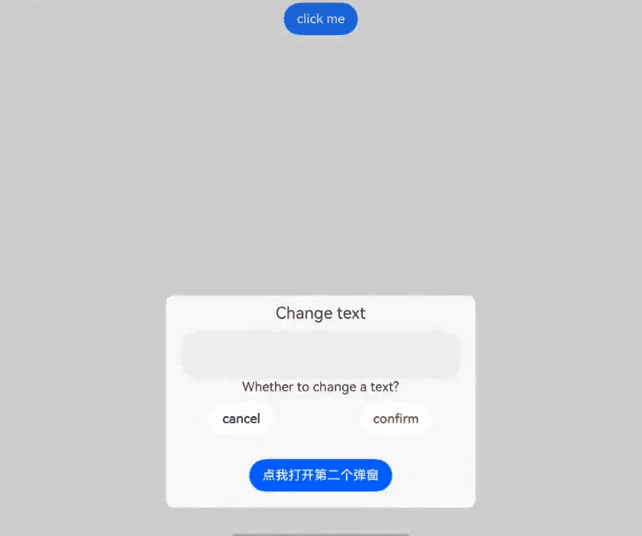 click me
Change text
Whether to change a text?
cancel
confirm
点我打开第二个弹窗